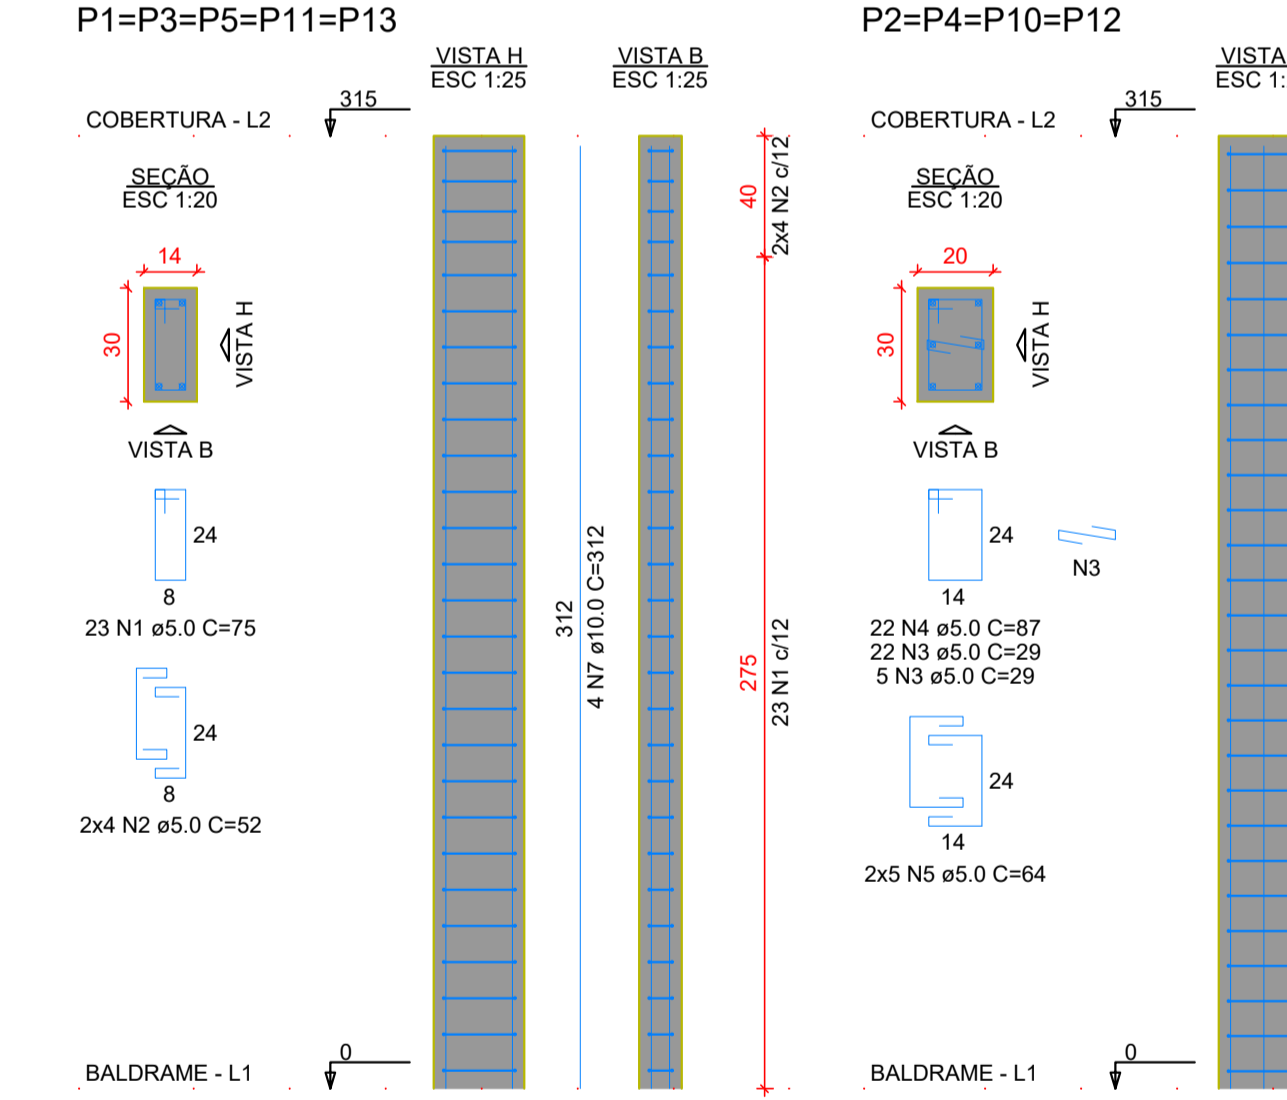 P1=P3=P5=P11=P13
VISTA H
ESC 1:25
VISTA B
ESC 1:25
315
COBERTURA - L2
SEÇÃO
ESC 1:20
14
30
VISTA H
VISTA B
24
8
23 N1 ø5.0 C=75
24
8
2x4 N2 ø5.0 C=52
312
4 N7 ø10.0 C=312
40
2x4 N2 c/12
275
23 N1 c/12
0
BALDRAME - L1
P2=P4=P10=P12
VISTA
ESC 1:
315
COBERTURA - L2
SEÇÃO
ESC 1:20
20
30
VISTA H
VISTA B
24
14
N3
22 N4 ø5.0 C=87
22 N3 ø5.0 C=29
5 N3 ø5.0 C=29
24
14
2x5 N5 ø5.0 C=64
0
BALDRAME - L1